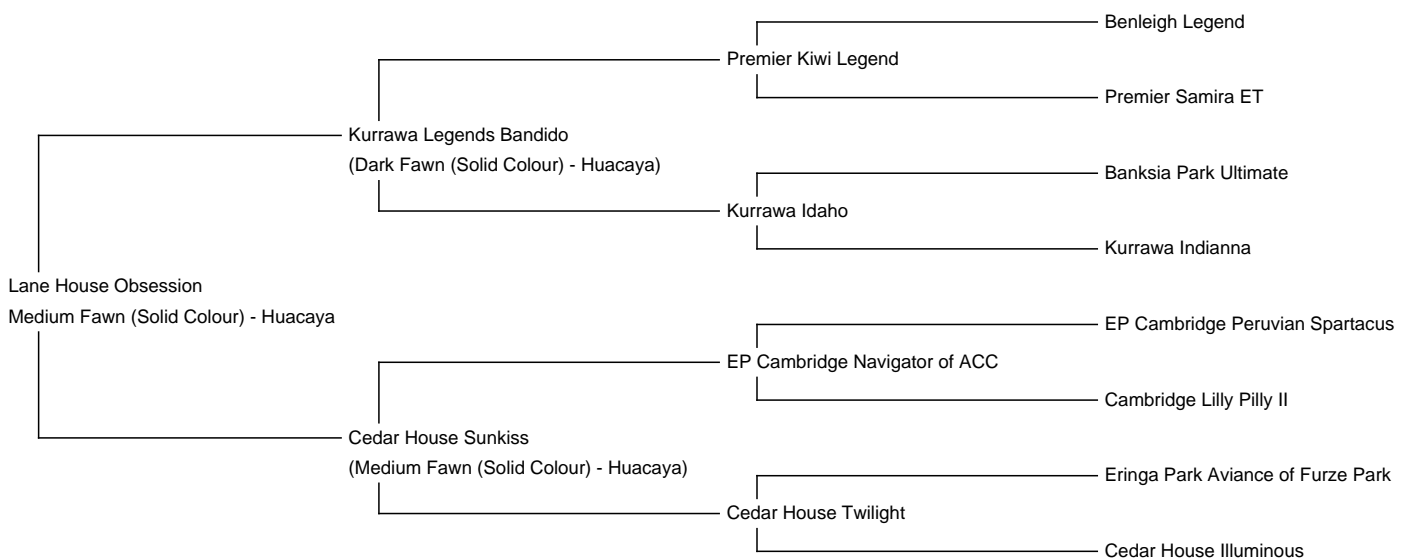 Benleigh Legend
Premier Kiwi Legend
Premier Samira ET
Kurrawa Legends Bandido
(Dark Fawn (Solid Colour) - Huacaya)
Banksia Park Ultimate
Kurrawa Idaho
Kurrawa Indianna
Lane House Obsession
Medium Fawn (Solid Colour) - Huacaya
EP Cambridge Peruvian Spartacus
EP Cambridge Navigator of ACC
Cambridge Lilly Pilly II
Cedar House Sunkiss
(Medium Fawn (Solid Colour) - Huacaya)
Eringa Park Aviance of Furze Park
Cedar House Twilight
Cedar House Illuminous